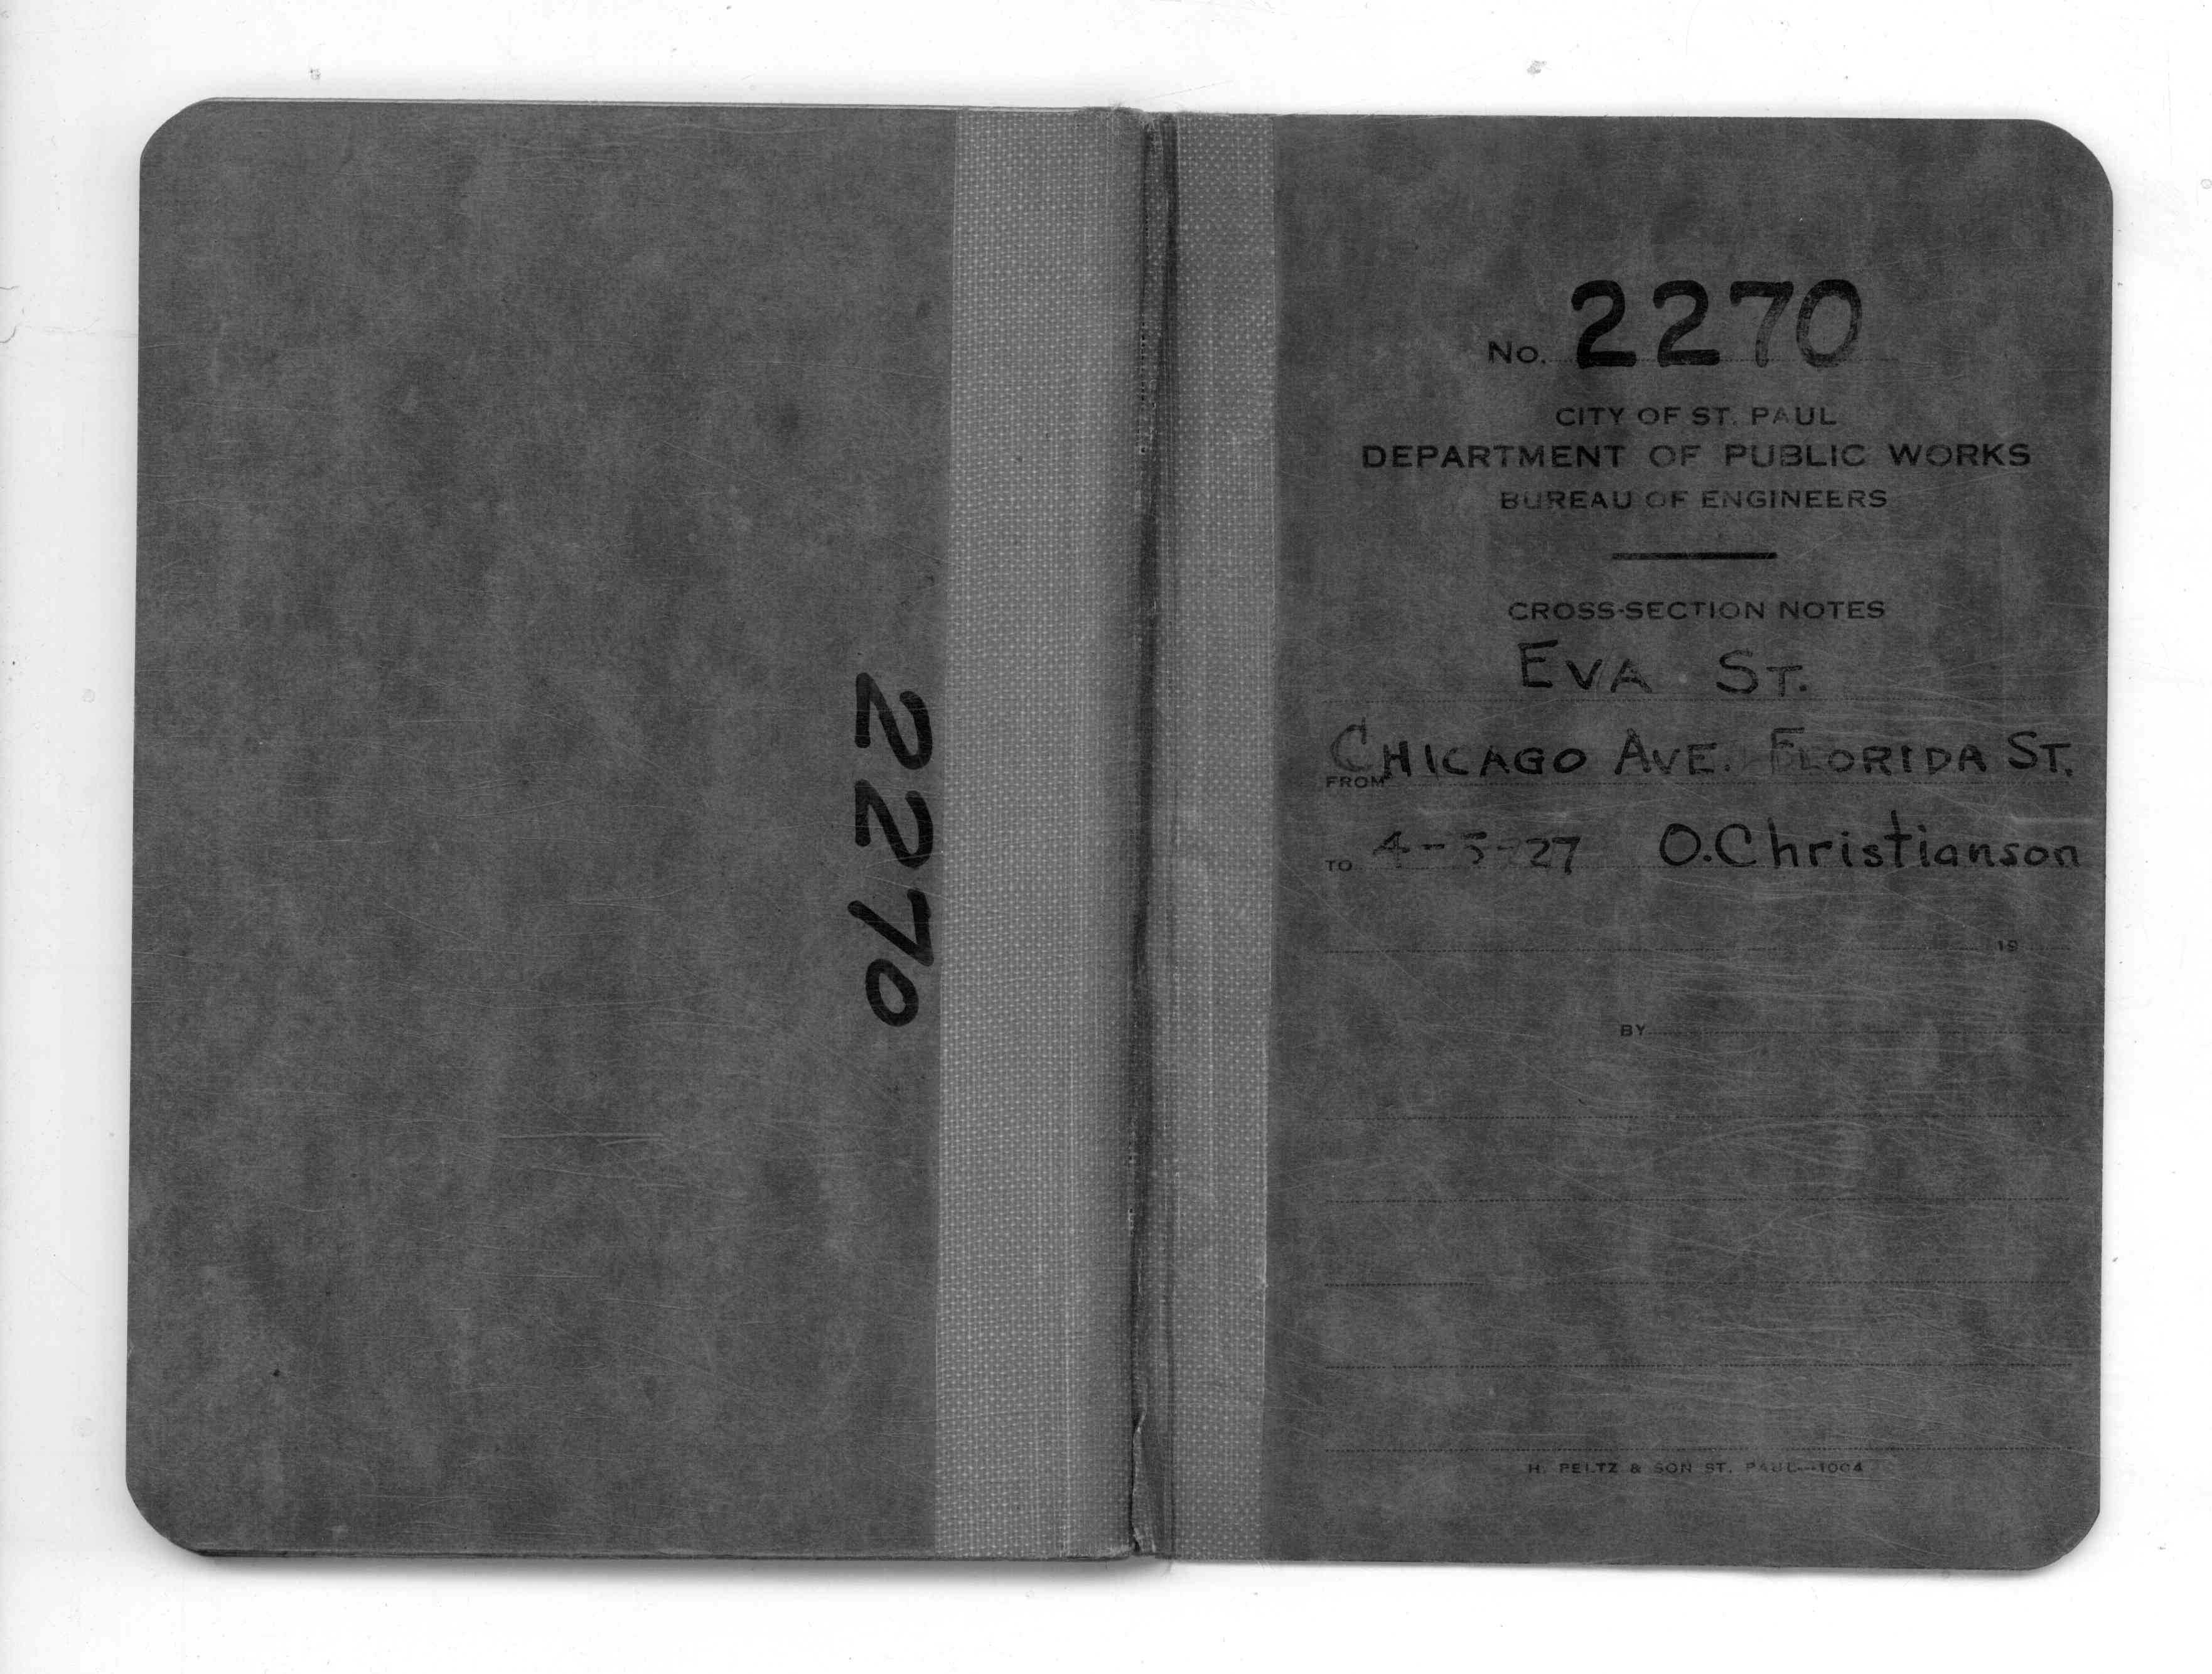 2270
No. 2270
CITY OF ST. PAUL
DEPARTMENT OF PUBLIC WORKS
BUREAU OF ENGINEERS
CROSS-SECTION NOTES
EVA ST.
FROM CHICAGO AVE. FLORIDA ST.
TO 4-5-27 O.Christianson
19
BY
H. PELTZ & SON ST. PAUL--1004